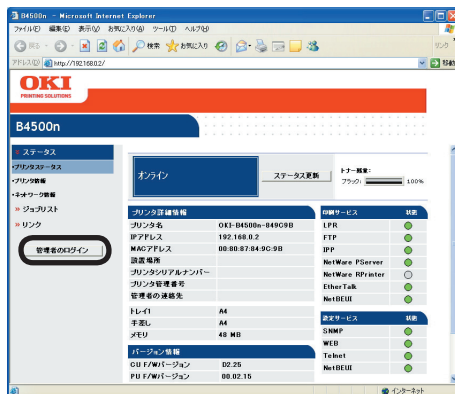 B4500n - Microsoft Internet Explorer
ファイル(F) 編集(E) 表示(V) お気に入り(A) ツール(T) ヘルプ(H)
戻る 検索 お気に入り リンク
アドレス(D) http://192.168.0.2/ 移動
OKI
PRINTING SOLUTIONS
B4500n
ステータス
・プリンタステータス
・プリンタ情報
・ネットワーク情報
» ジョブリスト
» リンク
管理者のログイン
オンライン ステータス更新
トナー残量:
ブラック: 100%
プリンタ詳細情報
プリンタ名 OKI-B4500n-849C9B
IPアドレス 192.168.0.2
MACアドレス 00:80:87:84:9C:9B
設置場所
プリンタシリアルナンバー
プリンタ管理番号
管理者の連絡先
トレイ1 A4
手差し A4
メモリ 48 MB
バージョン情報
CU F/Wバージョン D2.25
PU F/Wバージョン 00.02.15
印刷サービス 状態
LPR
FTP
IPP
NetWare PServer
NetWare RPrinter
EtherTalk
NetBEUI
設定サービス 状態
SNMP
WEB
Telnet
NetBEUI
インターネット